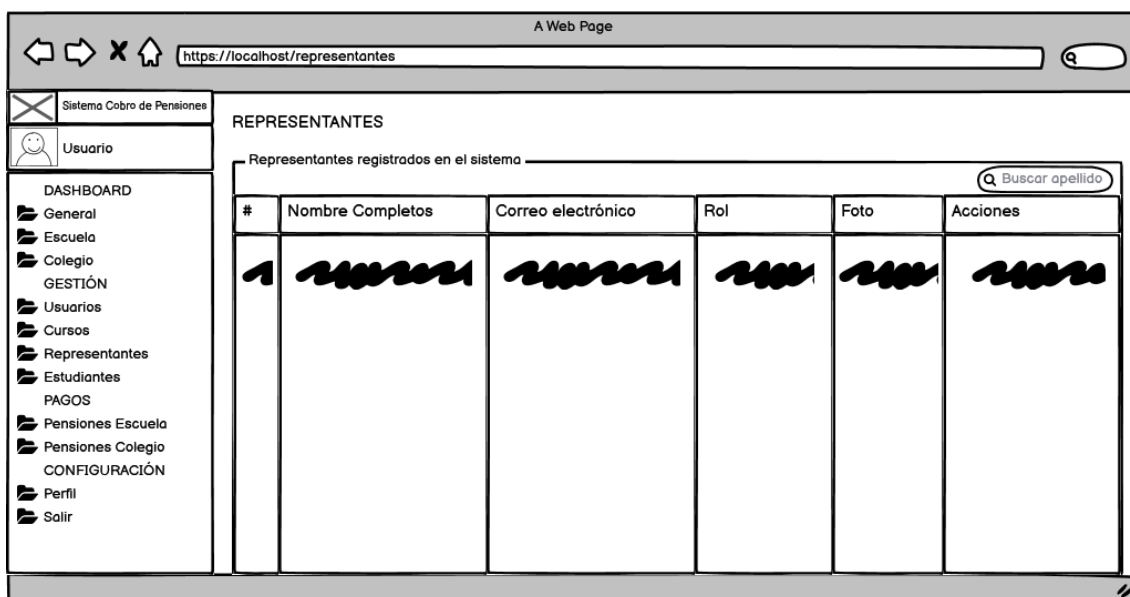 A Web Page
https://localhost/representantes
Sistema Cobro de Pensiones
Usuario
DASHBOARD
General
Escuela
Colegio
GESTIÓN
Usuarios
Cursos
Representantes
Estudiantes
PAGOS
Pensiones Escuela
Pensiones Colegio
CONFIGURACIÓN
Perfil
Salir
REPRESENTANTES
Representantes registrados en el sistema
Buscar apellido
# Nombre Completos Correo electrónico Rol Foto Acciones